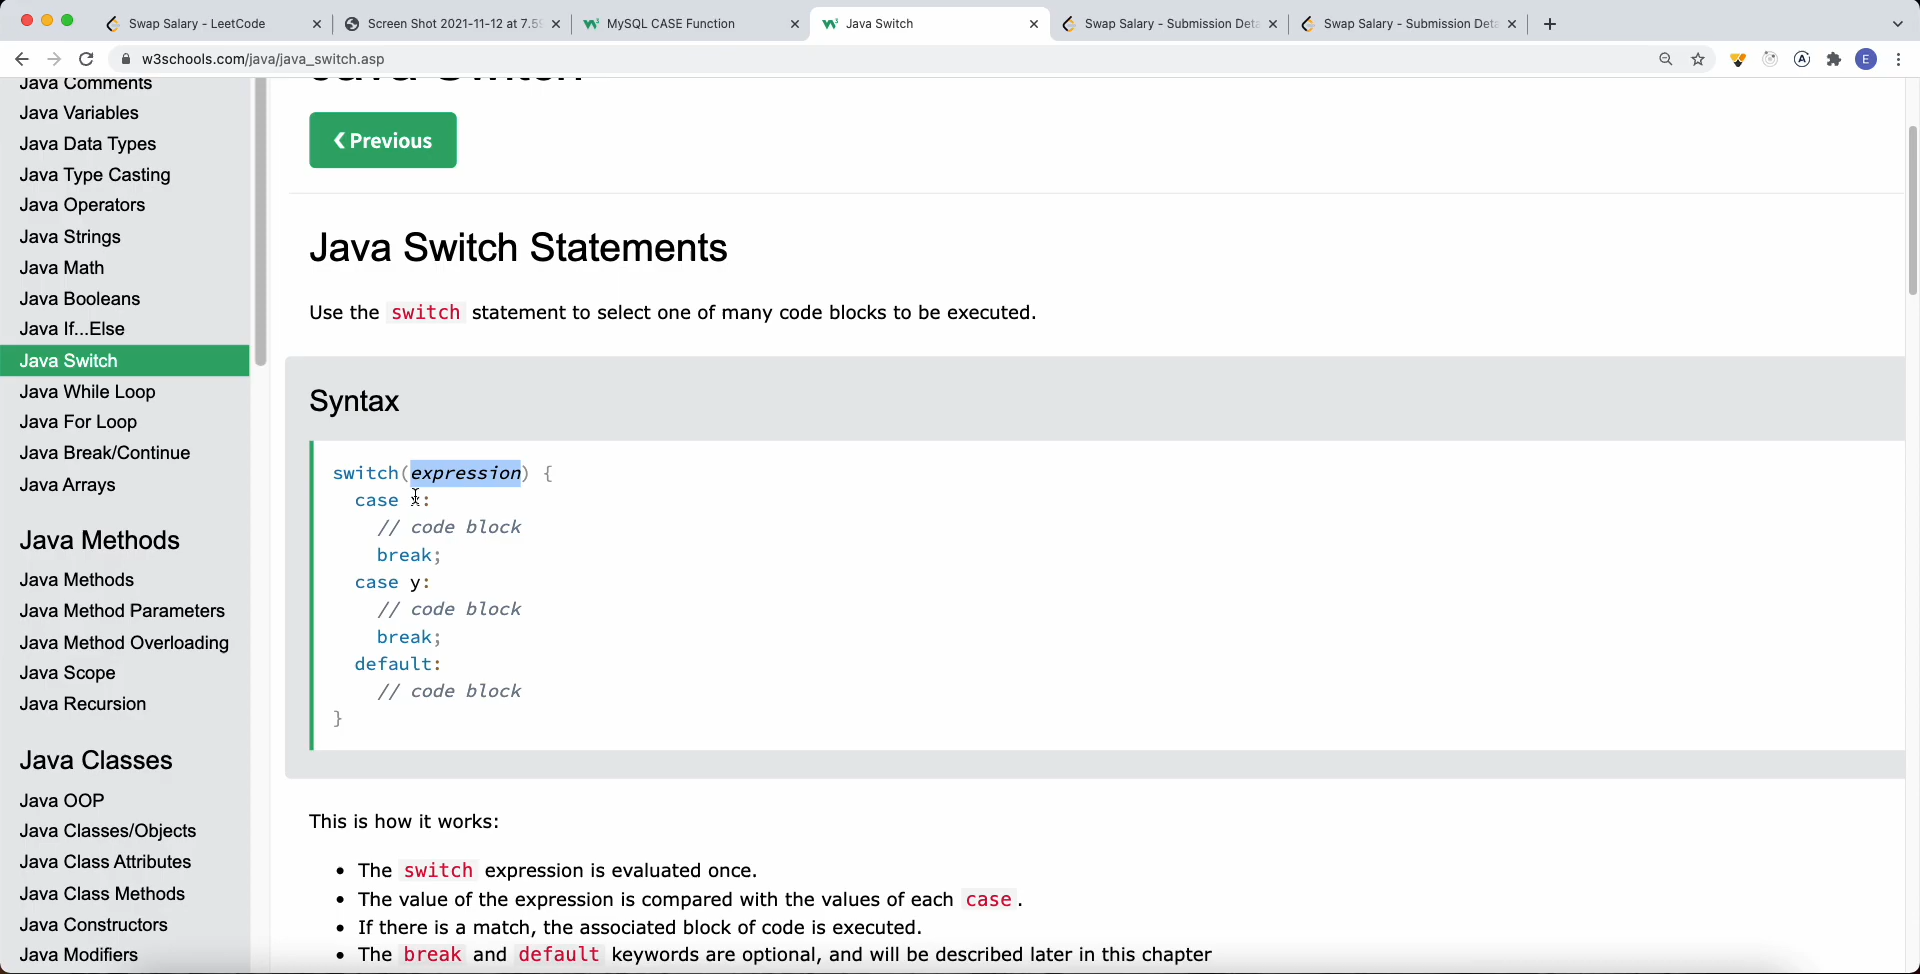 Swap Salary - LeetCode
Screen Shot 2021-11-12 at 7.5
MySQL CASE Function
Java Switch
Swap Salary - Submission Deta
Swap Salary - Submission Deta
w3schools.com/java/java_switch.asp
E
Java Comments
Java Variables
Java Data Types
Java Type Casting
Java Operators
Java Strings
Java Math
Java Booleans
Java If...Else
Java Switch
Java While Loop
Java For Loop
Java Break/Continue
Java Arrays
Java Methods
Java Methods
Java Method Parameters
Java Method Overloading
Java Scope
Java Recursion
Java Classes
Java OOP
Java Classes/Objects
Java Class Attributes
Java Class Methods
Java Constructors
Java Modifiers
Java Switch
❮ Previous
Java Switch Statements
Use the switch statement to select one of many code blocks to be executed.
Syntax
switch(expression) {
case x:
// code block
break;
case y:
// code block
break;
default:
// code block
}
This is how it works:
• The switch expression is evaluated once.
• The value of the expression is compared with the values of each case.
• If there is a match, the associated block of code is executed.
• The break and default keywords are optional, and will be described later in this chapter